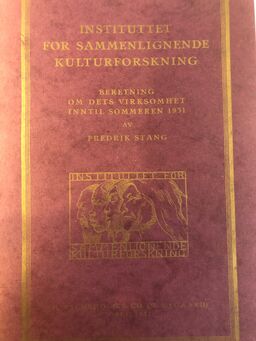 INSTITUTTET
FOR SAMMENLIGNENDE
KULTURFORSKNING
BERETNING
OM DETS VIRKSOMHET
INNTIL SOMMEREN 1931
AV
FREDRIK STANG
INSTITUTTET FOR
SAMMENLIGNENDE
KULTURFORSKNING